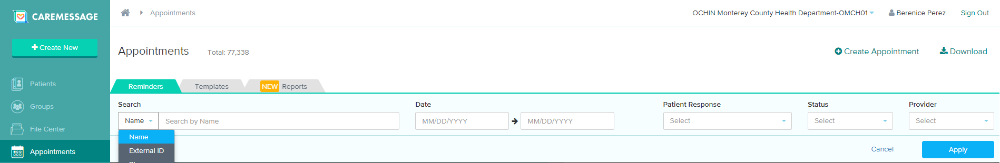 CAREMESSAGE
Appointments
OCHIN Monterey County Health Department-OMCH01
Berenice Perez
Sign Out
Create New
Appointments
Total: 77,338
Create Appointment
Download
Patients
Groups
File Center
Appointments
Reminders
Templates
NEW Reports
Search
Date
Patient Response
Status
Provider
Name
Search by Name
MM/DD/YYYY
MM/DD/YYYY
Select
Select
Select
Name
External ID
Cancel
Apply